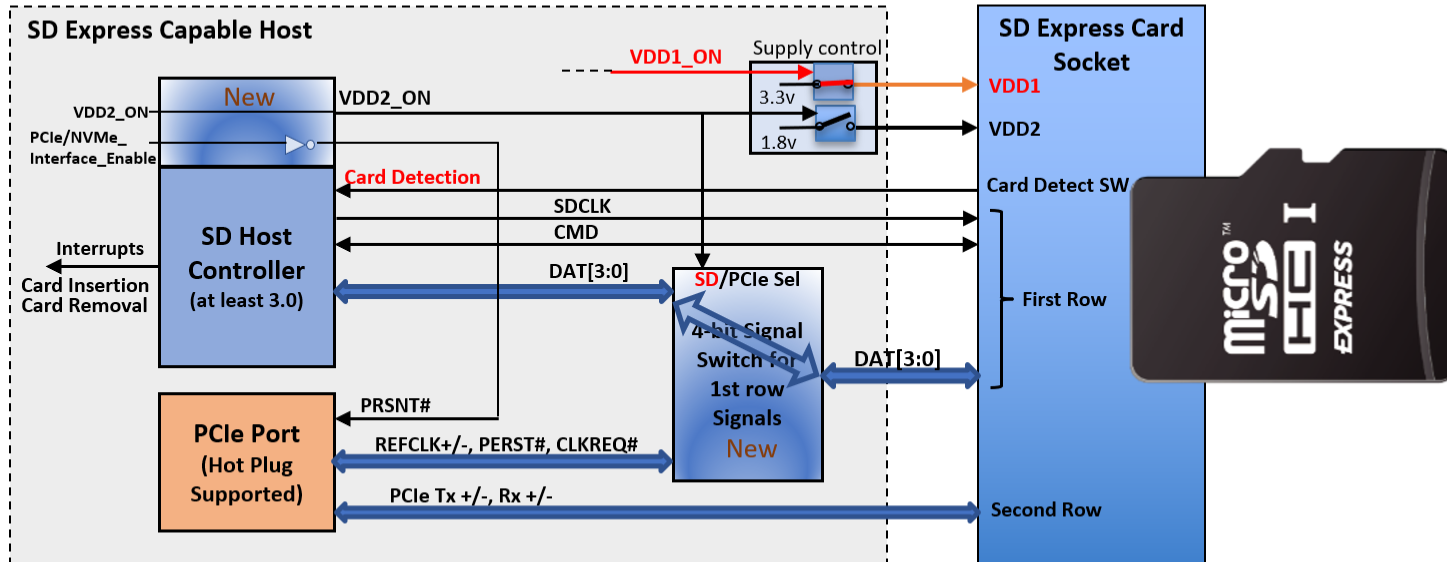 SD Express Capable Host
SD Express Card
Socket
Supply control
VDD1_ON
VDD1
3.3v
New
VDD2_ON
VDD2_ON
VDD2
1.8v
PCIe/NVMe_
Interface_Enable
Card Detection
Card Detect SW
SDCLK
CMD
SD Host
Controller
(at least 3.0)
Interrupts
Card Insertion
Card Removal
DAT[3:0]
SD/PCIe Sel
4-bit Signal
Switch for
1st row
Signals
New
DAT[3:0]
First Row
PRSNT#
PCIe Port
(Hot Plug
Supported)
REFCLK+/-, PERST#, CLKREQ#
PCIe Tx +/-, Rx +/-
Second Row
micro
TM
SD
HC I
EXPRESS